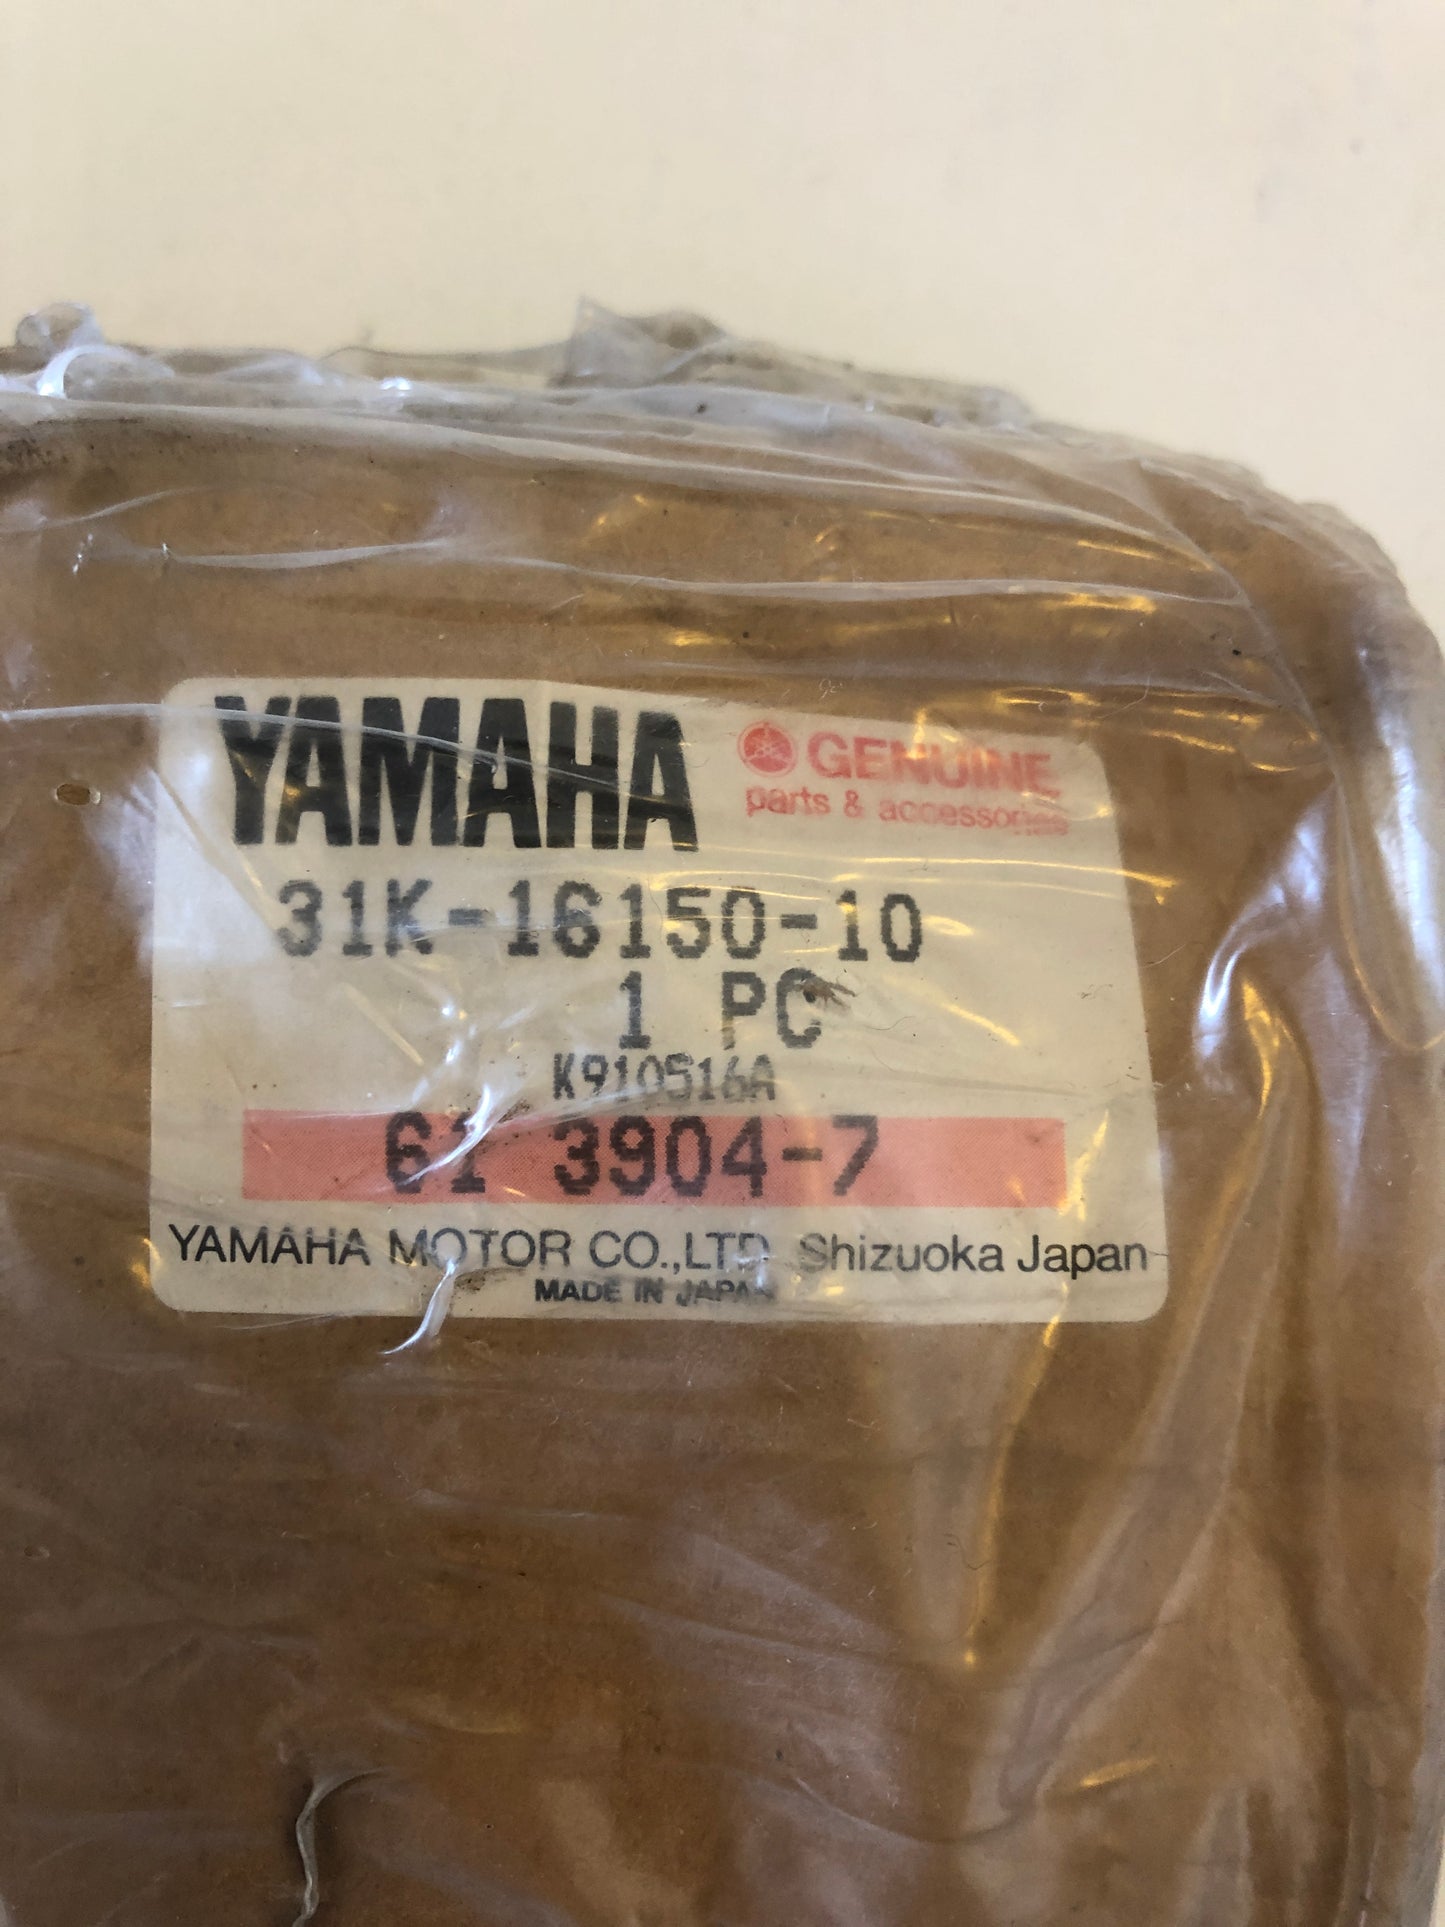 YAMAHA
GENUINE
parts & accessories
31K-16150-10
1 PC
K910516A
61 3904-7
YAMAHA MOTOR CO.,LTD. Shizuoka Japan
MADE IN JAPAN